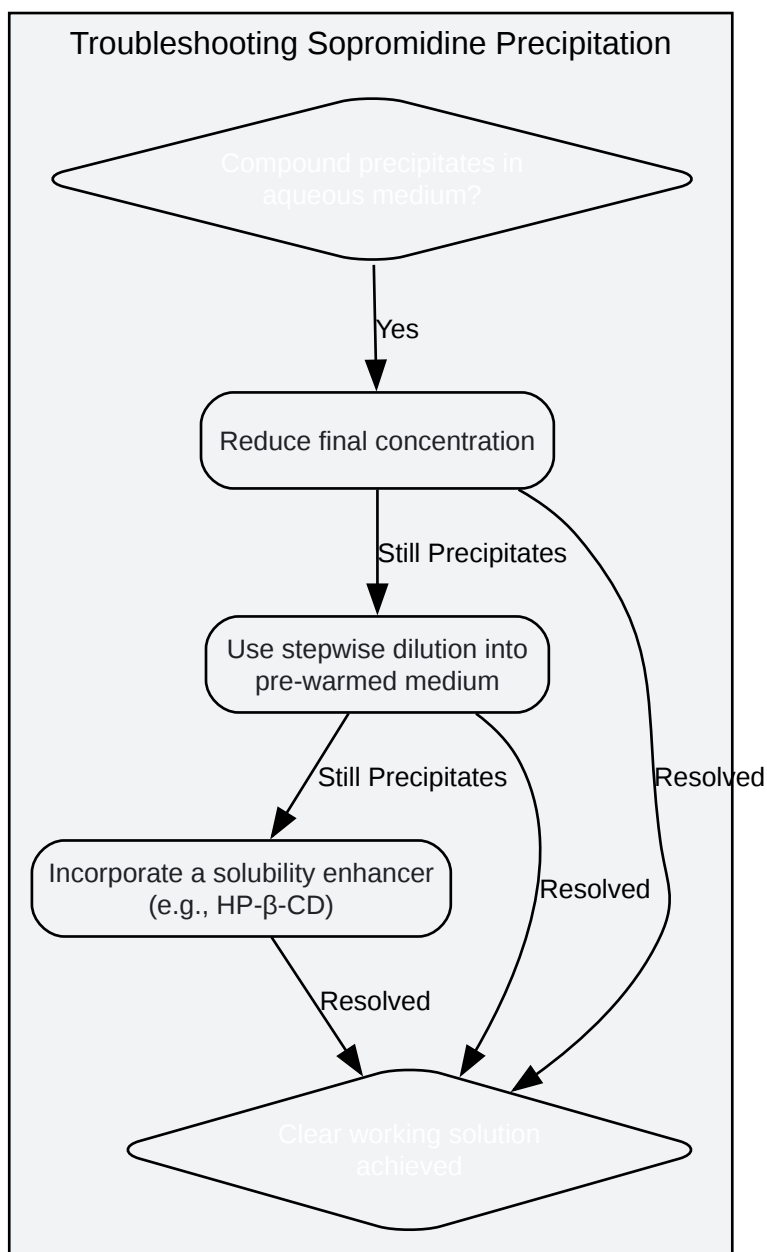 Troubleshooting Sopromidine Precipitation
Compound precipitates in
aqueous medium?
Yes
Reduce final concentration
Still Precipitates
Use stepwise dilution into
pre-warmed medium
Still Precipitates
Resolved
Incorporate a solubility enhancer
(e.g., HP-β-CD)
Resolved
Resolved
Clear working solution
achieved